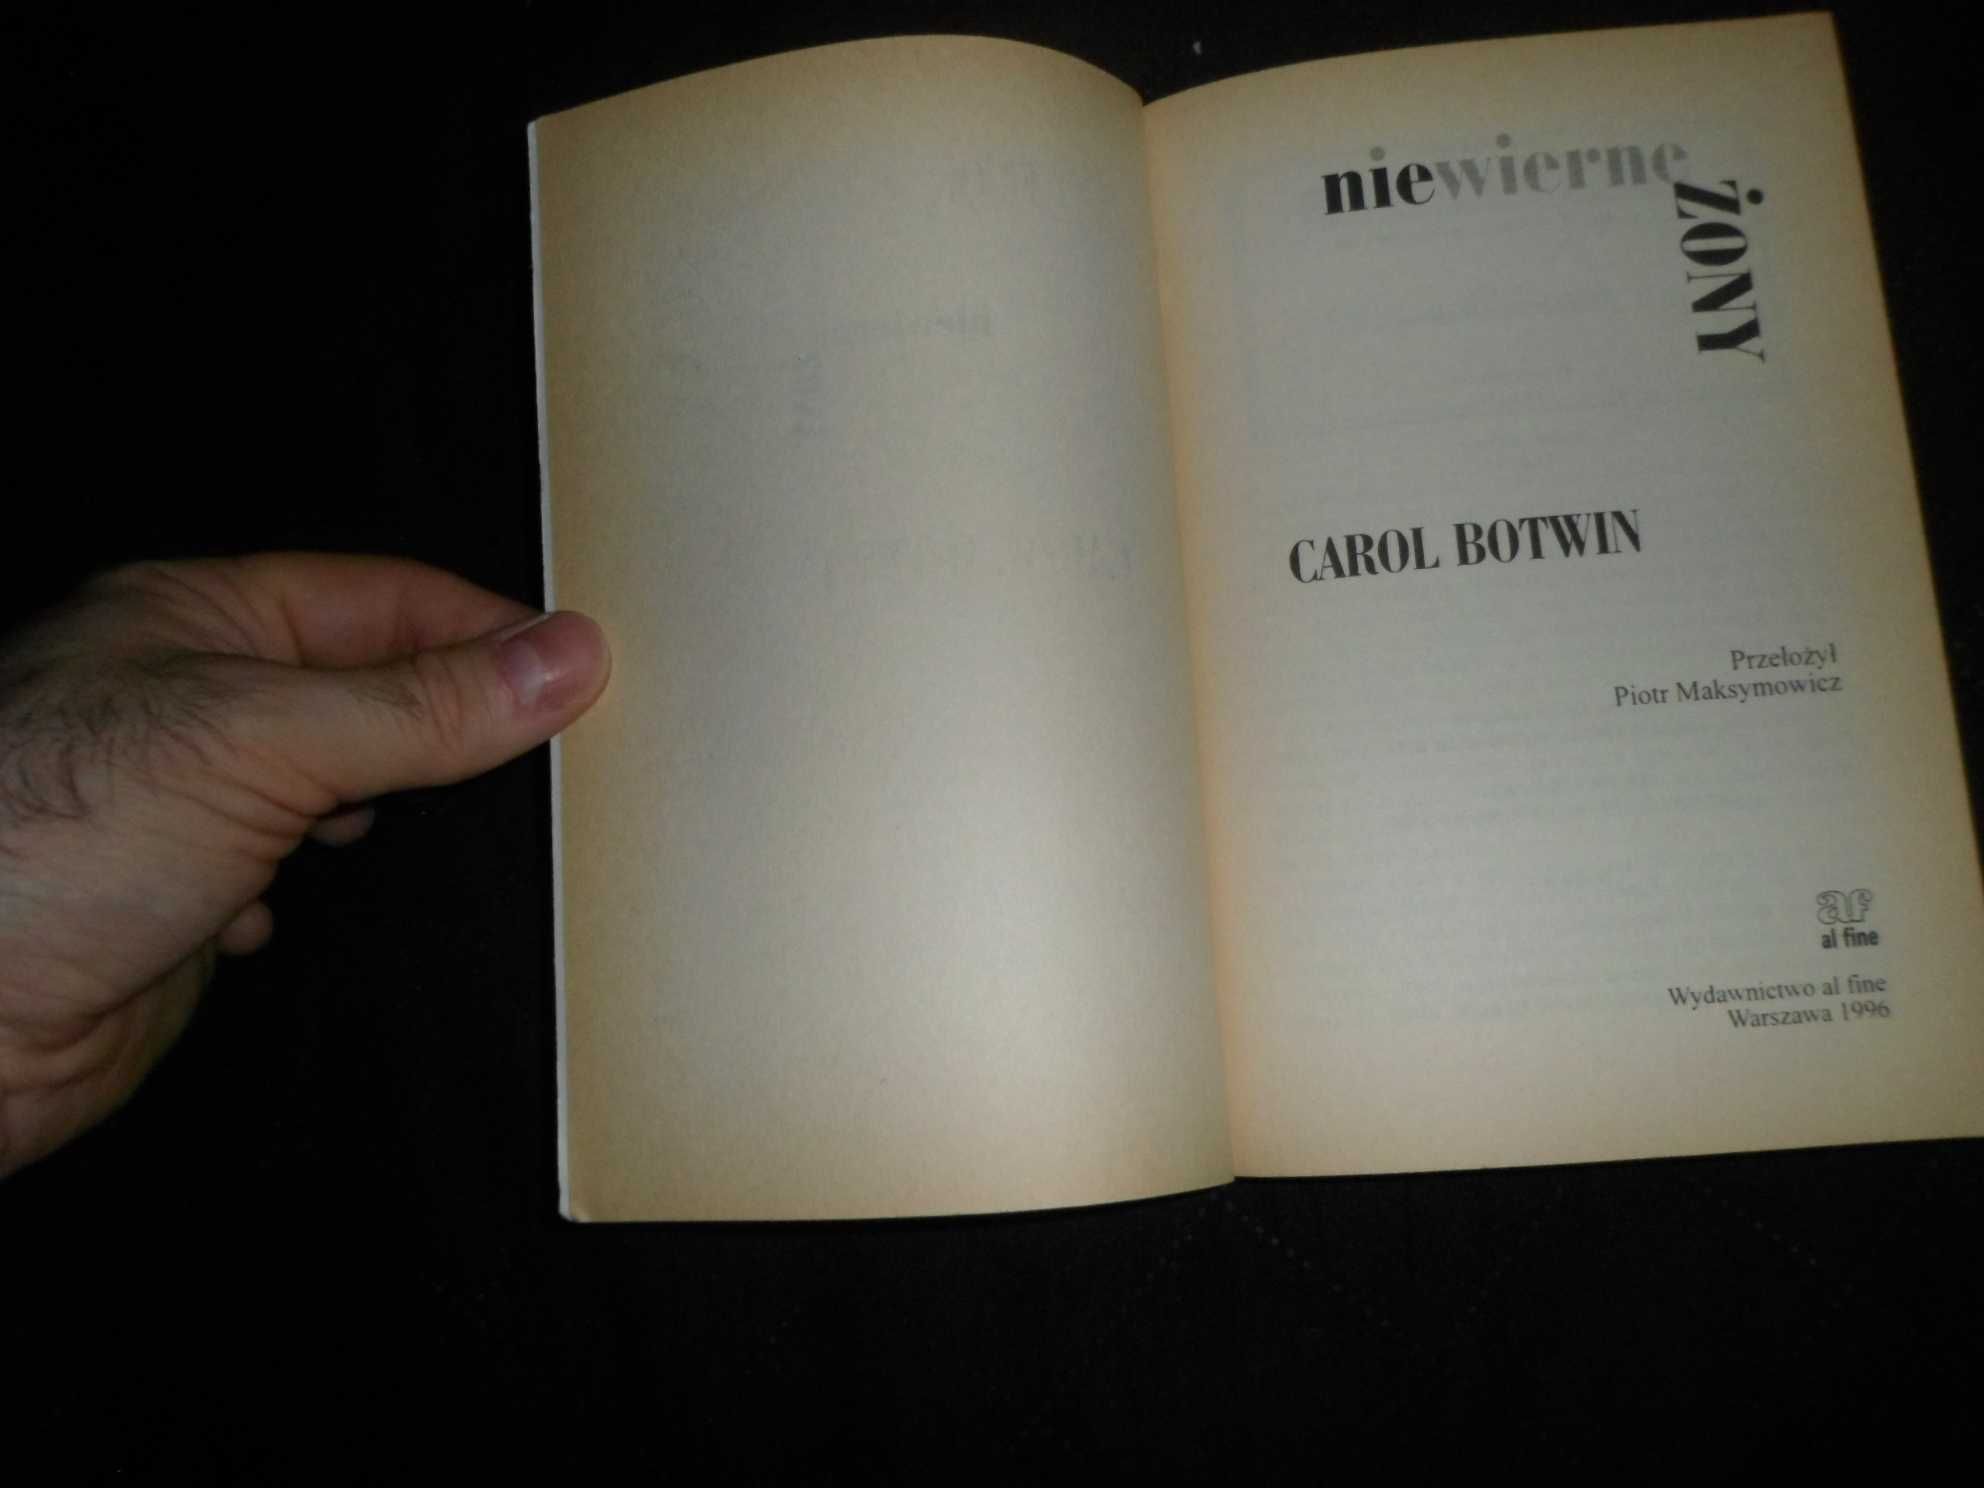 niewierne
ŻONY
CAROL BOTWIN
Przełożył
Piotr Maksymowicz
af
al fine
Wydawnictwo al fine
Warszawa 1996